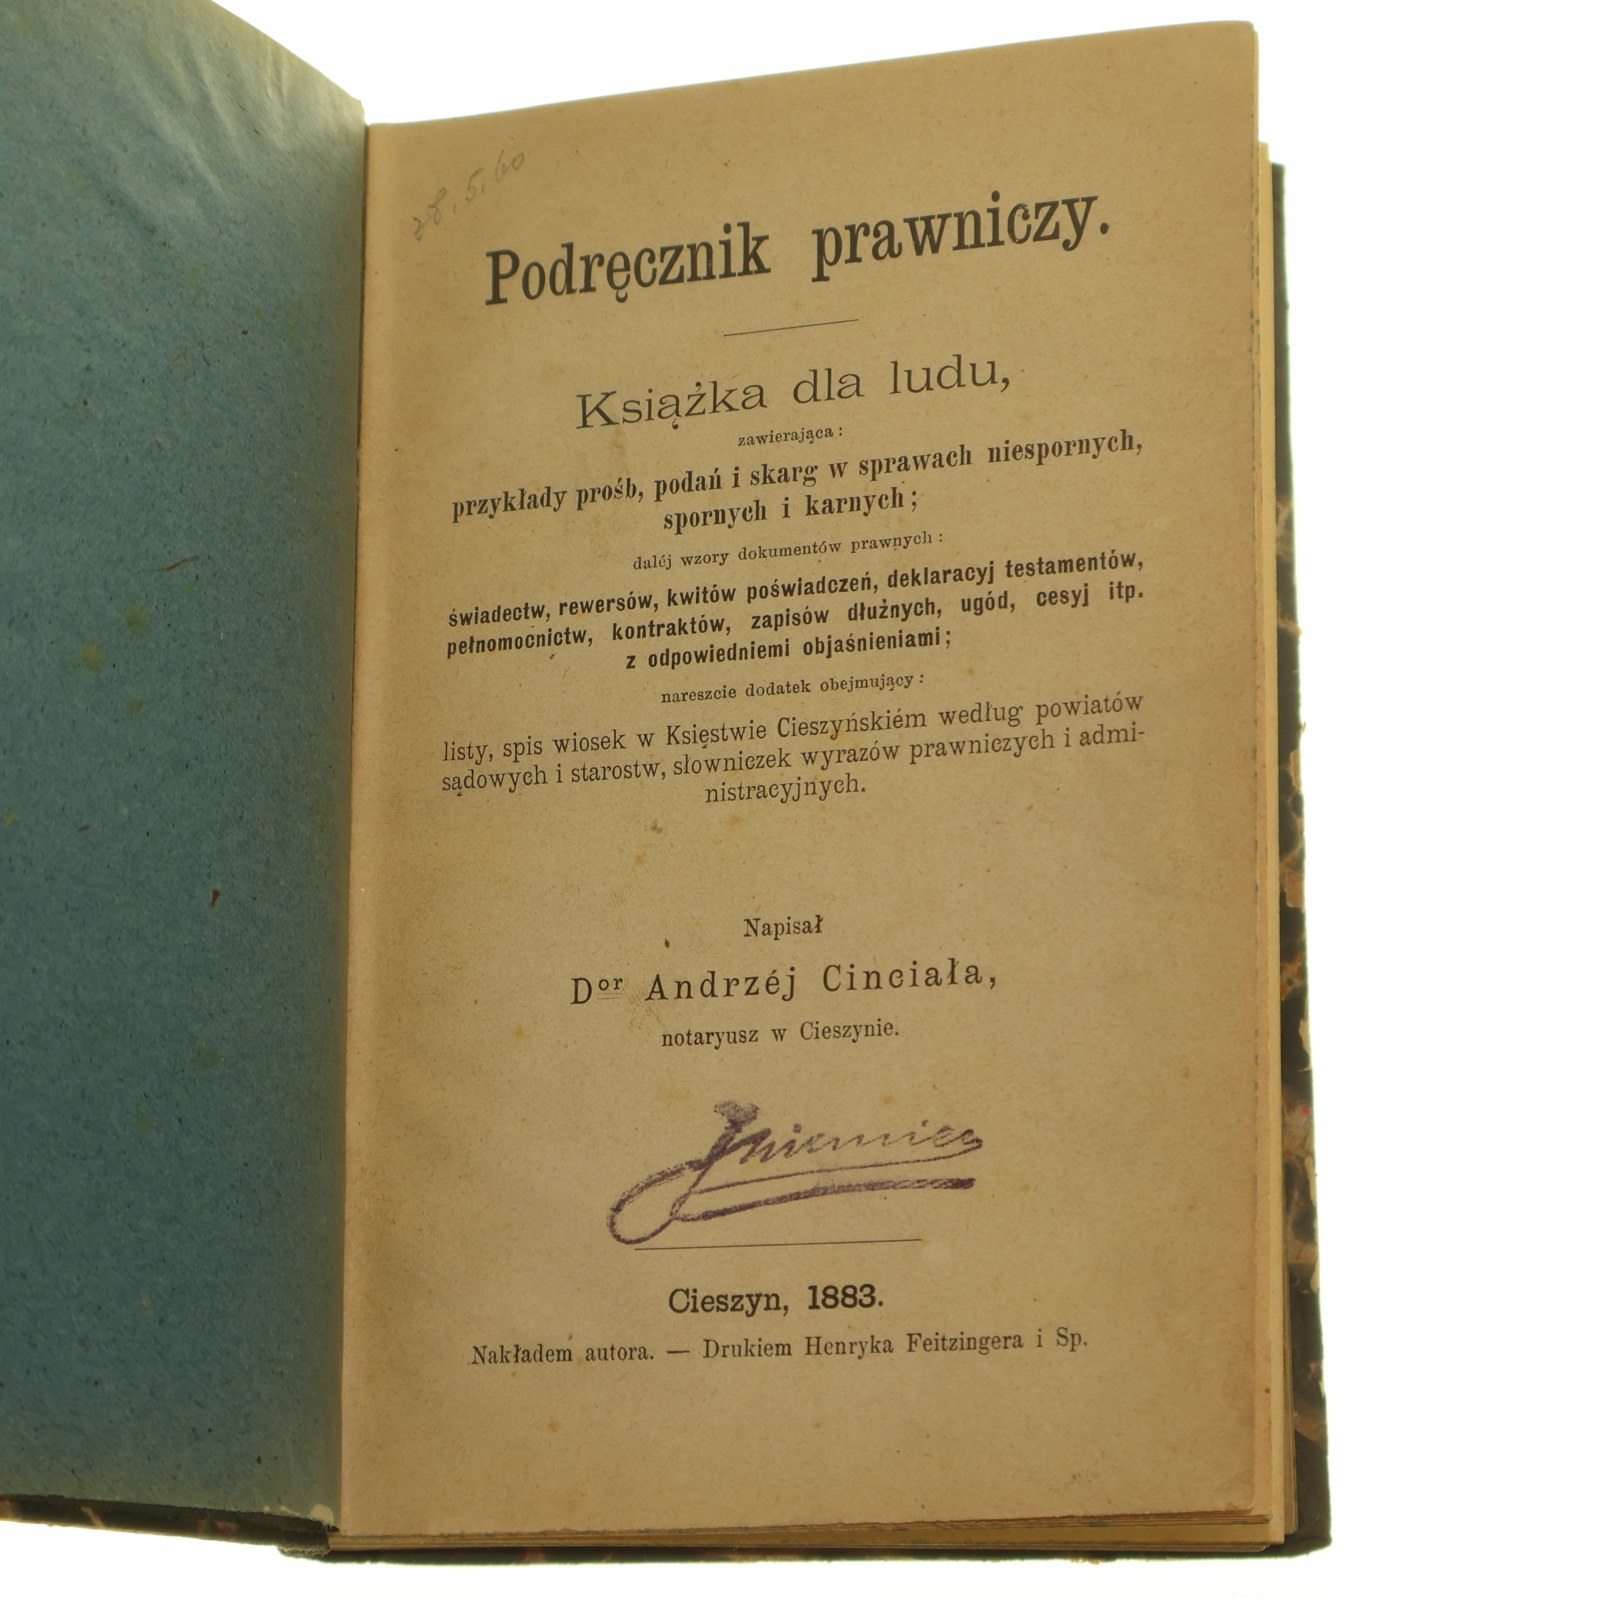 28.5.60
Podręcznik prawniczy.
Książka dla ludu,
zawierająca:
przykłady prośb, podań i skarg w sprawach niespornych,
spornych i karnych;
daléj wzory dokumentów prawnych:
świadectw, rewersów, kwitów poświadczeń, deklaracyj testamentów,
pełnomocnictw, kontraktów, zapisów dłużnych, ugód, cesyj itp.
z odpowiedniemi objaśnieniami;
nareszcie dodatek obejmujący:
listy, spis wiosek w Księstwie Cieszyńskiém według powiatów
sądowych i starostw, słowniczek wyrazów prawniczych i admi-
nistracyjnych.
Napisał
Dor Andrzéj Cinciała,
notaryusz w Cieszynie.
Cieszyn, 1883.
Nakładem autora. — Drukiem Henryka Feitzingera i Sp.